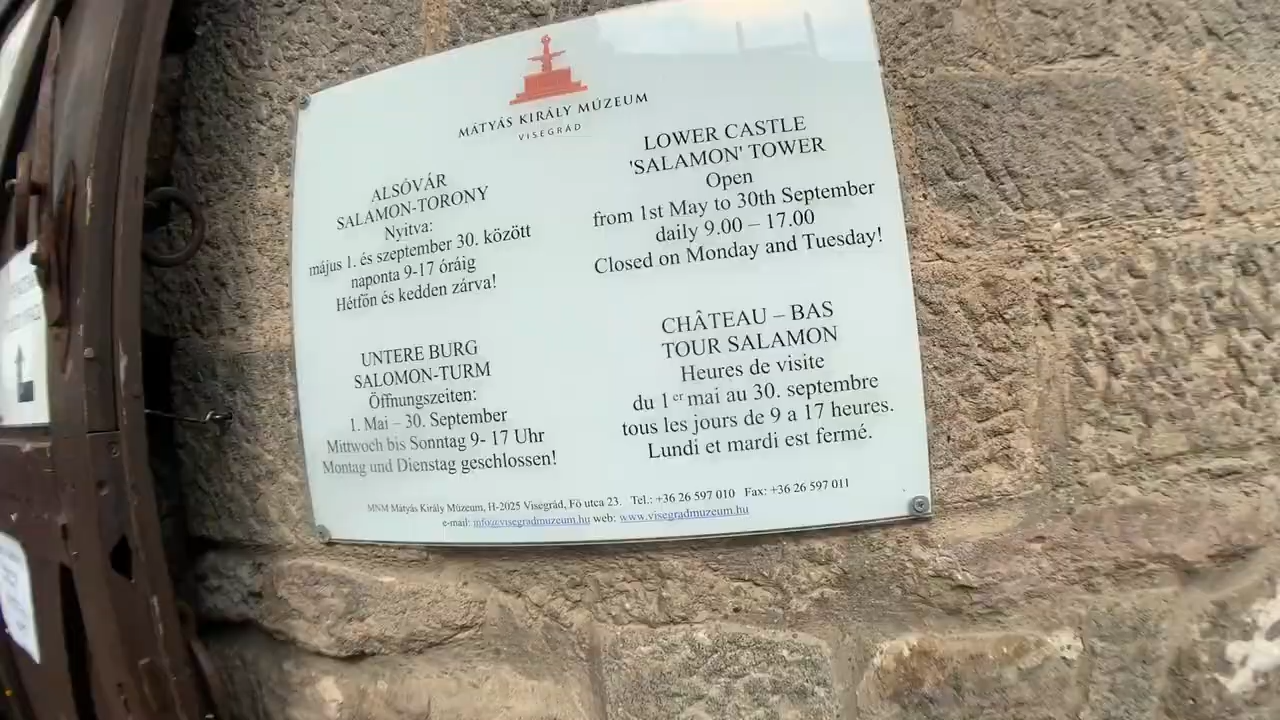 MÁTYÁS KIRÁLY MÚZEUM
VISEGRÁD
ALSÓVÁR
SALAMON-TORONY
Nyitva:
május 1. és szeptember 30. között
naponta 9-17 óráig
Hétfőn és kedden zárva!
LOWER CASTLE
'SALAMON' TOWER
Open
from 1st May to 30th September
daily 9.00 – 17.00
Closed on Monday and Tuesday!
UNTERE BURG
SALOMON-TURM
Öffnungszeiten:
1. Mai – 30. September
Mittwoch bis Sonntag 9- 17 Uhr
Montag und Dienstag geschlossen!
CHÂTEAU – BAS
TOUR SALAMON
Heures de visite
du 1er mai au 30. septembre
tous les jours de 9 a 17 heures.
Lundi et mardi est fermé.
MNM Mátyás Király Múzeum, H-2025 Visegrád, Fő utca 23. Tel.: +36 26 597 010 Fax: +36 26 597 011
e-mail: info@visegradmuzeum.hu web: www.visegradmuzeum.hu